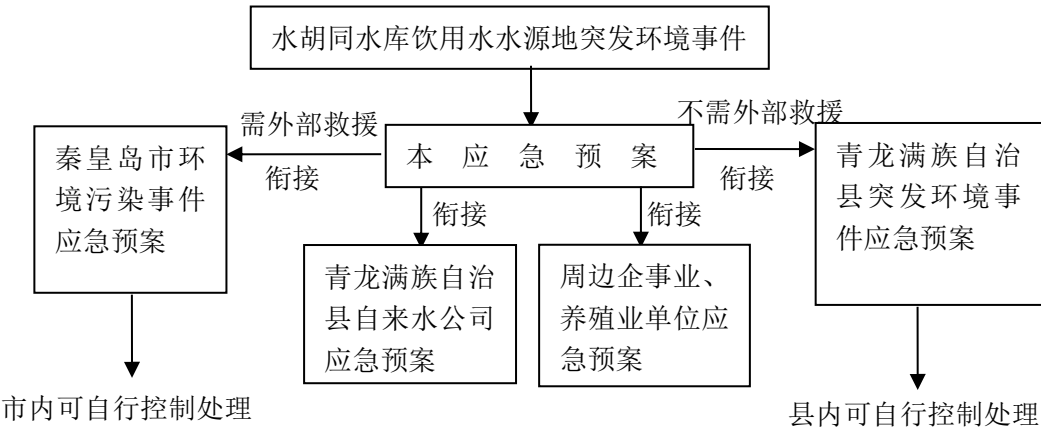 水胡同水库饮用水水源地突发环境事件
需外部救援
不需外部救援
秦皇岛市环
境污染事件
应急预案
本应急预案
青龙满族自治
县突发环境事
件应急预案
衔接
衔接
衔接
衔接
青龙满族自治
县自来水公司
应急预案
周边企事业、
养殖业单位应
急预案
市内可自行控制处理
县内可自行控制处理